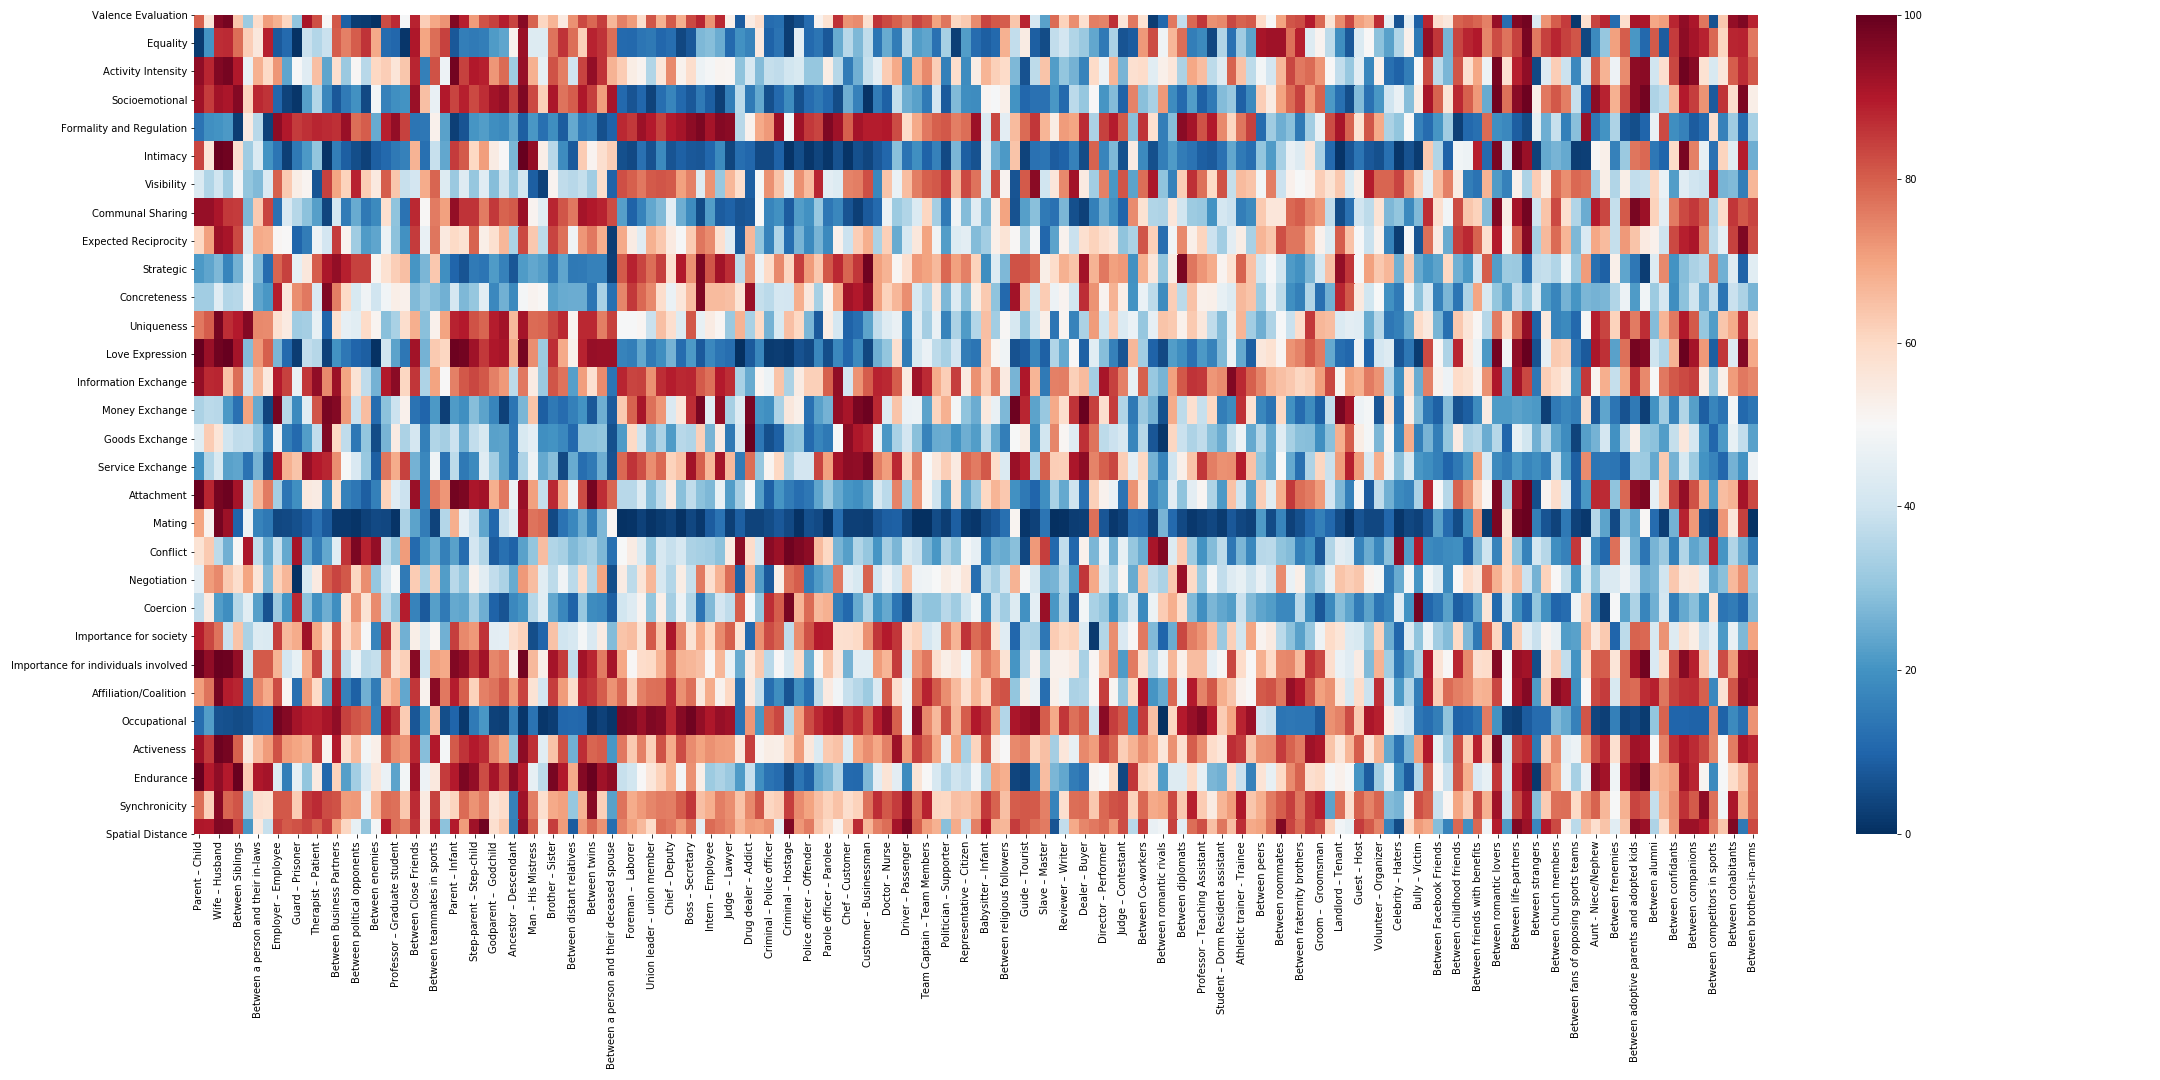 Valence Evaluation
Equality
Activity Intensity
Socioemotional
Formality and Regulation
Intimacy
Visibility
Communal Sharing
Expected Reciprocity
Strategic
Concreteness
Uniqueness
Love Expression
Information Exchange
Money Exchange
Goods Exchange
Service Exchange
Attachment
Mating
Conflict
Negotiation
Coercion
Importance for society
Importance for individuals involved
Affiliation/Coalition
Occupational
Activeness
Endurance
Synchronicity
Spatial Distance
Parent – Child
Wife – Husband
Between Siblings
Between a person and their in-laws
Employer – Employee
Guard – Prisoner
Therapist – Patient
Between Business Partners
Between political opponents
Between enemies
Professor – Graduate student
Between Close Friends
Between teammates in sports
Parent – Infant
Step-parent – Step-child
Godparent – Godchild
Ancestor – Descendant
Man – His Mistress
Brother – Sister
Between distant relatives
Between twins
Between a person and their deceased spouse
Foreman – Laborer
Union leader – union member
Chief – Deputy
Boss – Secretary
Intern – Employee
Judge – Lawyer
Drug dealer – Addict
Criminal – Police officer
Criminal – Hostage
Police officer – Offender
Parole officer – Parolee
Chef – Customer
Customer – Businessman
Doctor – Nurse
Driver – Passenger
Team Captain – Team Members
Politician – Supporter
Representative – Citizen
Babysitter – Infant
Between religious followers
Guide – Tourist
Slave – Master
Reviewer – Writer
Dealer – Buyer
Director – Performer
Judge – Contestant
Between Co-workers
Between romantic rivals
Between diplomats
Professor – Teaching Assistant
Student – Dorm Resident assistant
Athletic trainer - Trainee
Between peers
Between roommates
Between fraternity brothers
Groom – Groomsman
Landlord – Tenant
Guest – Host
Volunteer – Organizer
Celebrity – Haters
Bully – Victim
Between Facebook Friends
Between childhood friends
Between friends with benefits
Between romantic lovers
Between life-partners
Between strangers
Between church members
Between fans of opposing sports teams
Aunt - Niece/Nephew
Between frenemies
Between adoptive parents and adopted kids
Between alumni
Between confidants
Between companions
Between competitors in sports
Between cohabitants
Between brothers-in-arms
100
80
60
40
20
0